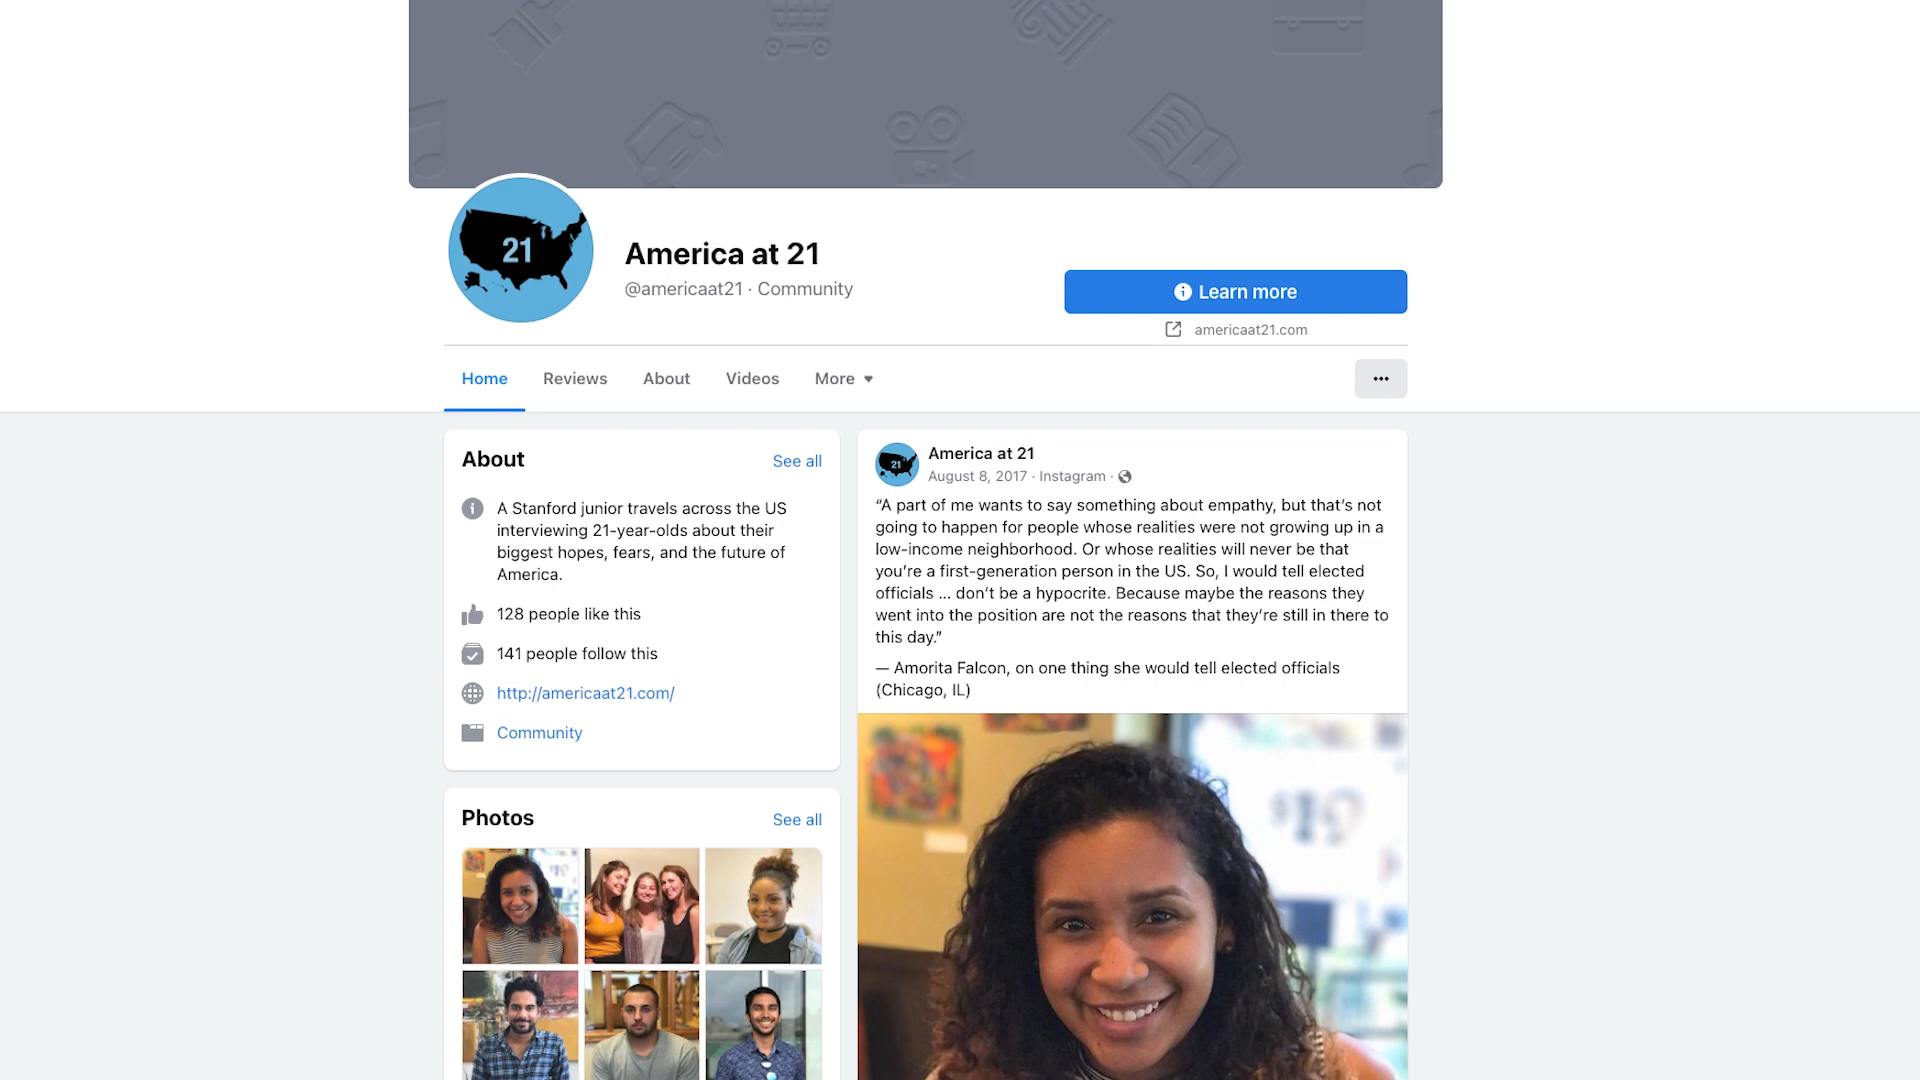 21
America at 21
@americaat21 · Community
Learn more
americaat21.com
Home
Reviews
About
Videos
More
About
See all
A Stanford junior travels across the US
interviewing 21-year-olds about their
biggest hopes, fears, and the future of
America.
128 people like this
141 people follow this
http://americaat21.com/
Community
Photos
See all
21
America at 21
August 8, 2017 · Instagram ·
“A part of me wants to say something about empathy, but that’s not
going to happen for people whose realities were not growing up in a
low-income neighborhood. Or whose realities will never be that
you’re a first-generation person in the US. So, I would tell elected
officials ... don’t be a hypocrite. Because maybe the reasons they
went into the position are not the reasons that they’re still in there to
this day.”
— Amorita Falcon, on one thing she would tell elected officials
(Chicago, IL)